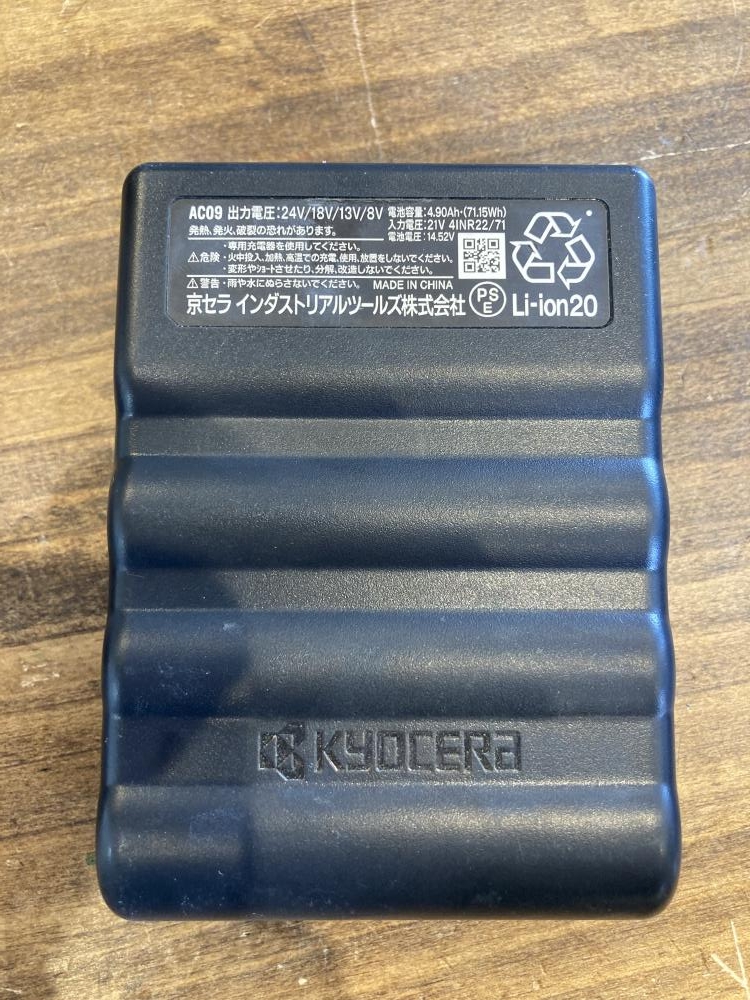 AC09 出力電圧:24V/18V/13V/8V 電池容量:4.90Ah・(71.15Wh)
発熱、発火、破裂の恐れがあります。 入力電圧:21V 4INR22/71
電池電圧:14.52V
・専用充電器を使用してください。
⚠危険・火中投入、加熱、高温での充電、使用、放置をしないでください。
・変形やショートさせたり、分解、改造しないでください。
⚠警告・雨や水にぬらさないでください。 MADE IN CHINA
京セラ インダストリアルツールズ株式会社 PSE Li-ion20
KYOCERA